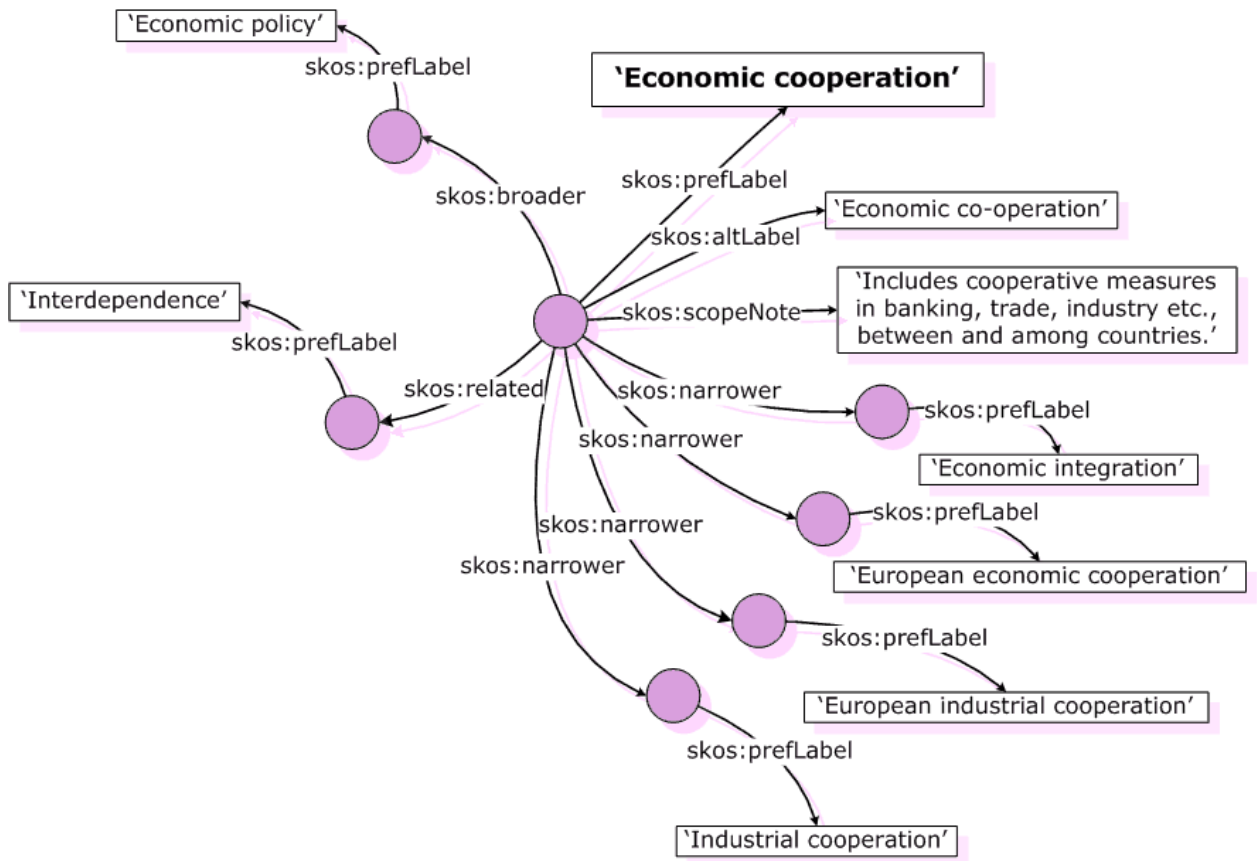 ‘Economic policy’
skos:prefLabel
‘Economic cooperation’
skos:prefLabel
skos:broader
‘Economic co-operation’
skos:altLabel
‘Interdependence’
skos:prefLabel
‘Includes cooperative measures
in banking, trade, industry etc.,
between and among countries.’
skos:scopeNote
skos:related
skos:narrower
skos:prefLabel
‘Economic integration’
skos:narrower
skos:prefLabel
‘European economic cooperation’
skos:narrower
skos:prefLabel
‘European industrial cooperation’
skos:narrower
skos:prefLabel
‘Industrial cooperation’